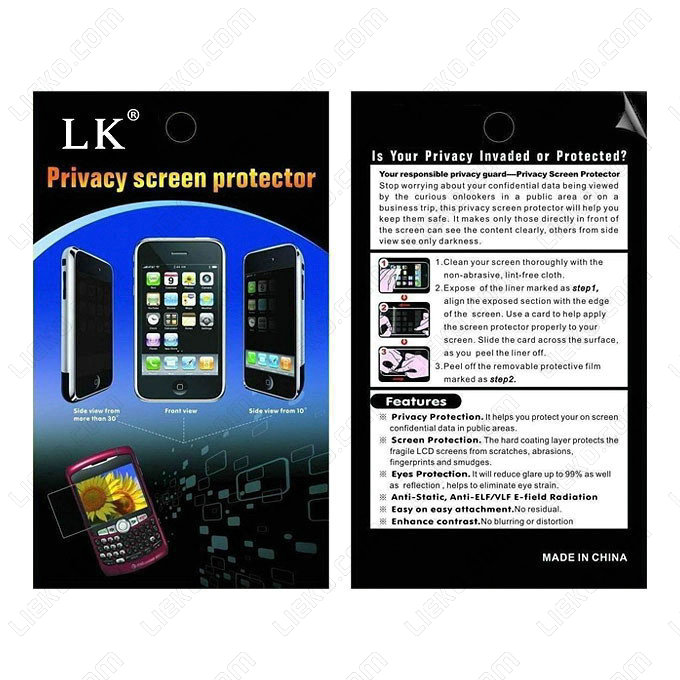 LK®
Privacy screen protector
Side view from
more than 30°
Front view
Side view from 10°
Is Your Privacy Invaded or Protected?
Your responsible privacy guard—Privacy Screen Protector
Stop worrying about your confidential data being viewed
by the curious onlookers in a public area or on a
business trip, this privacy screen protector will help you
keep them safe. It makes only those directly in front of
the screen can see the content clearly, others from side
view see only darkness.
1
2
3
1.Clean your screen thoroughly with the
non-abrasive, lint-free cloth.
2.Expose of the liner marked as step1,
align the exposed section with the edge
of the screen. Use a card to help apply
the screen protector properly to your
screen. Slide the card across the surface,
as you peel the liner off.
3.Peel off the removable protective film
marked as step2.
Features
※ Privacy Protection. It helps you protect your on screen
confidential data in public areas.
※ Screen Protection. The hard coating layer protects the
fragile LCD screens from scratches, abrasions,
fingerprints and smudges.
※ Eyes Protection. It will reduce glare up to 99% as well
as reflection , helps to eliminate eye strain.
※ Anti-Static, Anti-ELF/VLF E-field Radiation
※ Easy on easy attachment.No residual.
※ Enhance contrast.No blurring or distortion
MADE IN CHINA
LIEKO.com